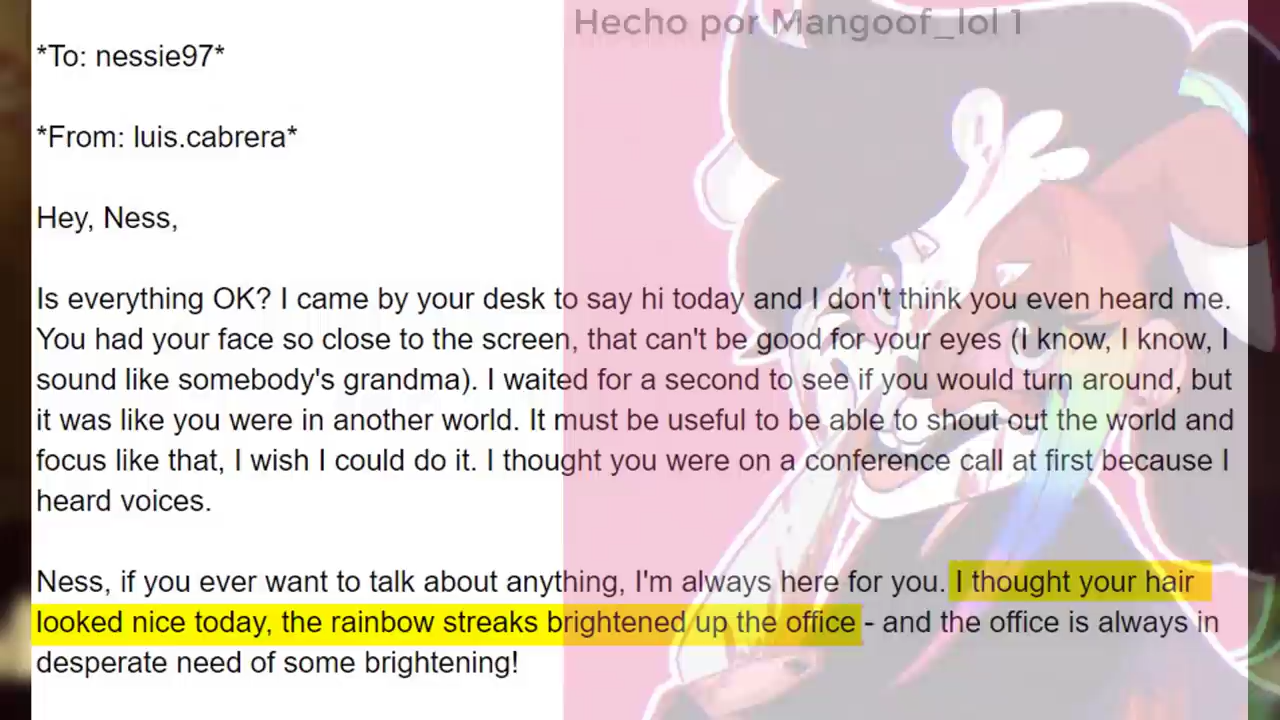 Hecho por Mangoof_lol 1
*To: nessie97*
*From: luis.cabrera*
Hey, Ness,
Is everything OK? I came by your desk to say hi today and I don't think you even heard me.
You had your face so close to the screen, that can't be good for your eyes (I know, I know, I
sound like somebody's grandma). I waited for a second to see if you would turn around, but
it was like you were in another world. It must be useful to be able to shout out the world and
focus like that, I wish I could do it. I thought you were on a conference call at first because I
heard voices.
Ness, if you ever want to talk about anything, I'm always here for you. I thought your hair
looked nice today, the rainbow streaks brightened up the office - and the office is always in
desperate need of some brightening!